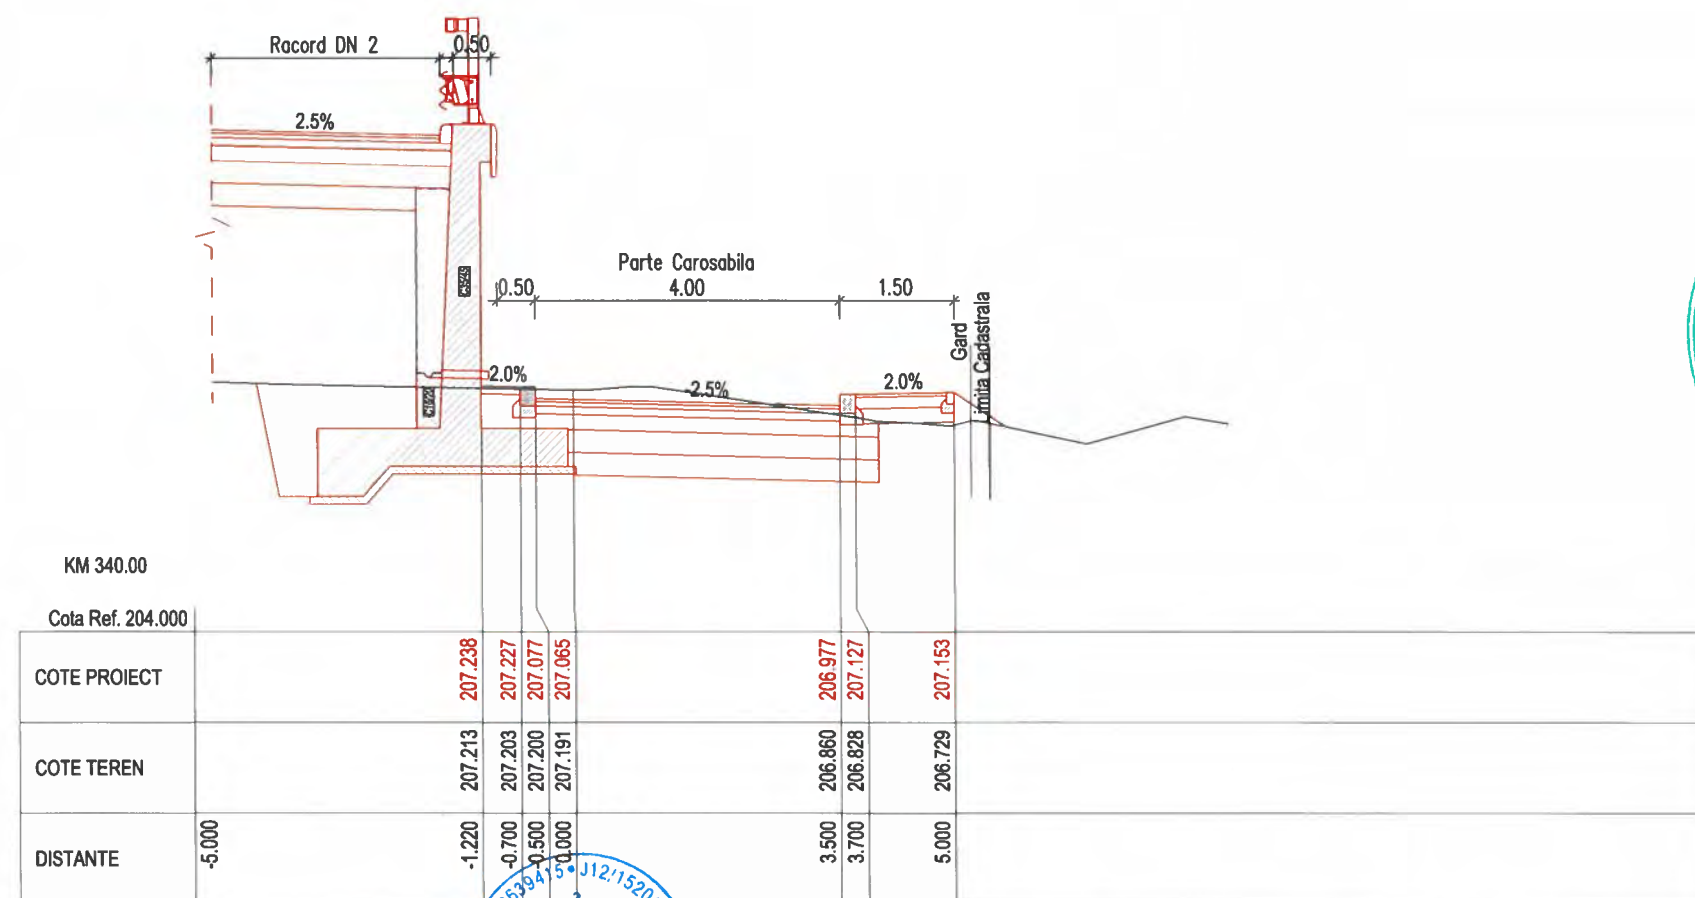 Racord DN 2
0.50
2.5%
Parte Carosabila
0.50
4.00
1.50
Gard
Limita Cadastrala
2.0%
-2.5%
2.0%
KM 340.00
Cota Ref. 204.000
COTE PROIECT 207.238 207.227 207.077 207.065 206.977 207.127 207.153
COTE TEREN 207.213 207.203 207.200 207.191 206.860 206.828 206.729
DISTANTE -5.000 -1.220 -0.700 -0.500 0.000 3.500 3.700 5.000